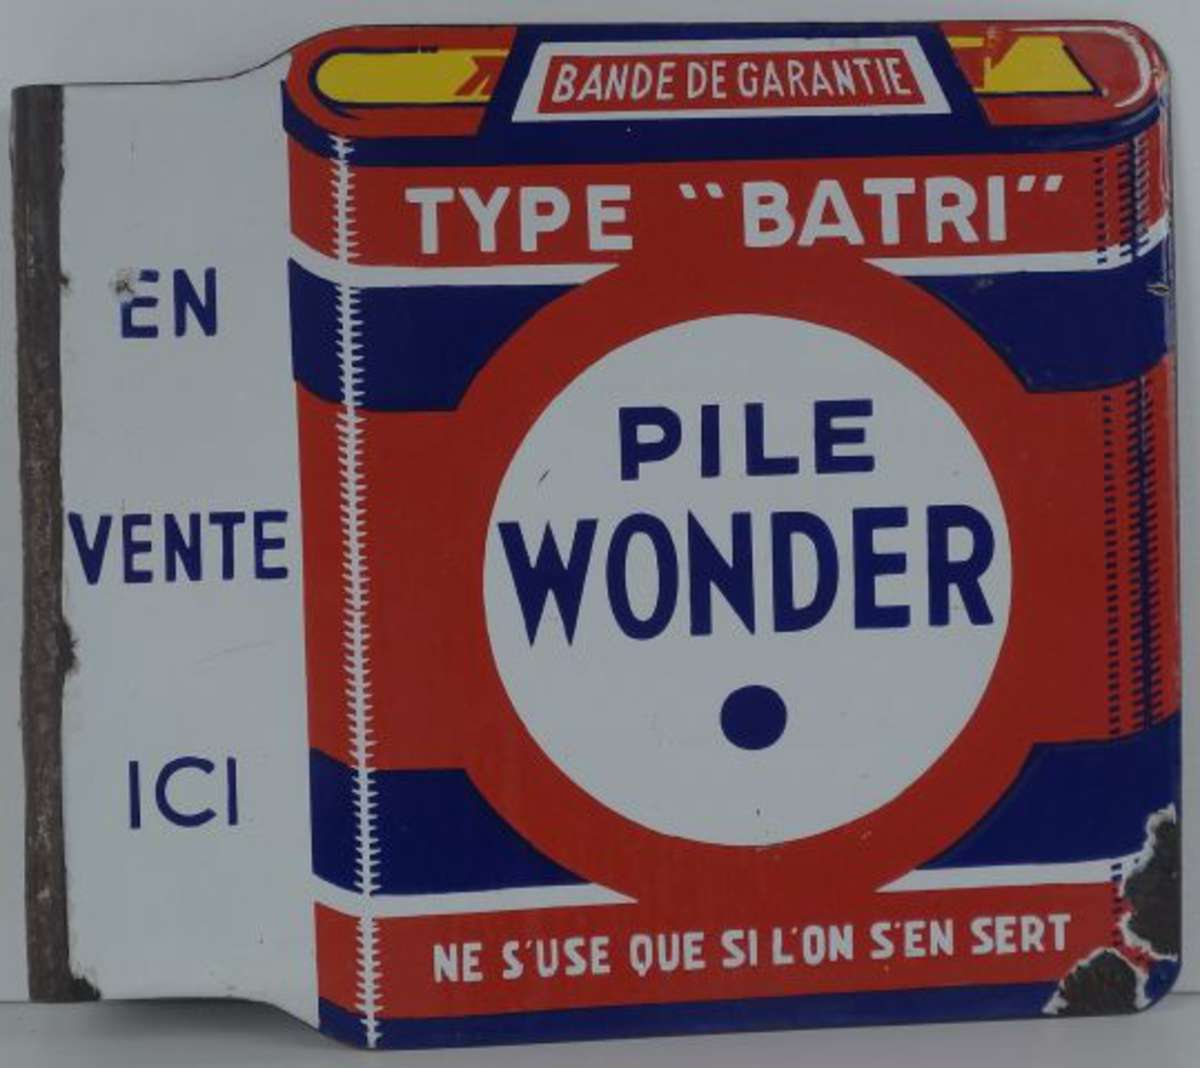 BANDE DE GARANTIE
TYPE "BATRI"
EN
VENTE
ICI
PILE
WONDER
NE S'USE QUE SI L'ON S'EN SERT